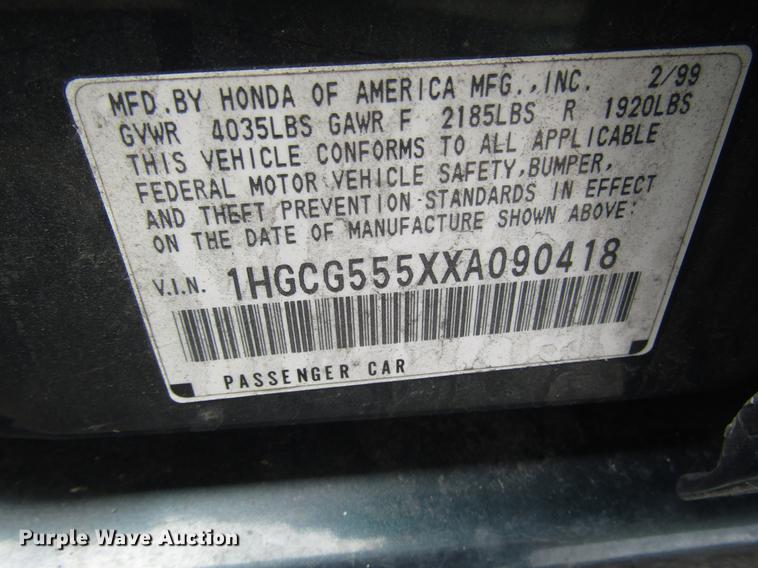 MFD.BY HONDA OF AMERICA MFG.,INC. 2/99
GVWR 4035LBS GAWR F 2185LBS R 1920LBS
THIS VEHICLE CONFORMS TO ALL APPLICABLE
FEDERAL MOTOR VEHICLE SAFETY,BUMPER,
AND THEFT PREVENTION STANDARDS IN EFFECT
ON THE DATE OF MANUFACTURE SHOWN ABOVE:
V.I.N. 1HGCG555XXA090418
PASSENGER CAR
Purple Wave Auction